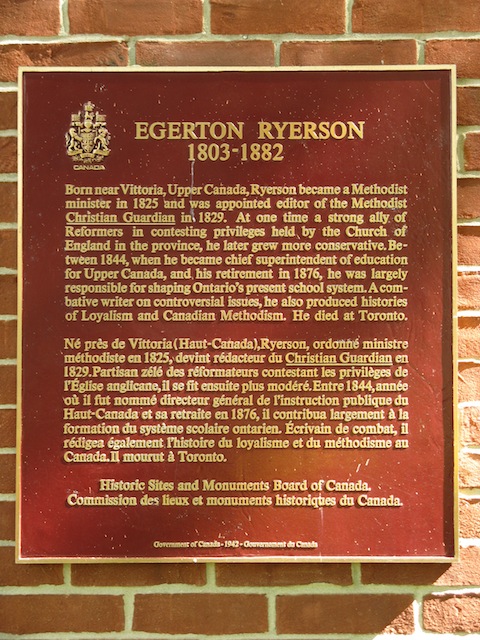 CANADA
EGERTON RYERSON
1803-1882
Born near Vittoria, Upper Canada, Ryerson became a Methodist
minister in 1825 and was appointed editor of the Methodist
Christian Guardian in 1829. At one time a strong ally of
Reformers in contesting privileges held by the Church of
England in the province, he later grew more conservative. Be-
tween 1844, when he became chief superintendent of education
for Upper Canada, and his retirement in 1876, he was largely
responsible for shaping Ontario's present school system. A com-
bative writer on controversial issues, he also produced histories
of Loyalism and Canadian Methodism. He died at Toronto.
Né près de Vittoria (Haut-Canada), Ryerson, ordonné ministre
méthodiste en 1825, devint rédacteur du Christian Guardian en
1829. Partisan zélé des réformateurs contestant les privilèges de
l'Église anglicane, il se fit ensuite plus modéré. Entre 1844, année
où il fut nommé directeur général de l'instruction publique du
Haut-Canada et sa retraite en 1876, il contribua largement à la
formation du système scolaire ontarien. Écrivain de combat, il
rédigea également l'histoire du loyalisme et du méthodisme au
Canada. Il mourut à Toronto.
Historic Sites and Monuments Board of Canada.
Commission des lieux et monuments historiques du Canada.
Government of Canada - 1942 - Gouvernement du Canada